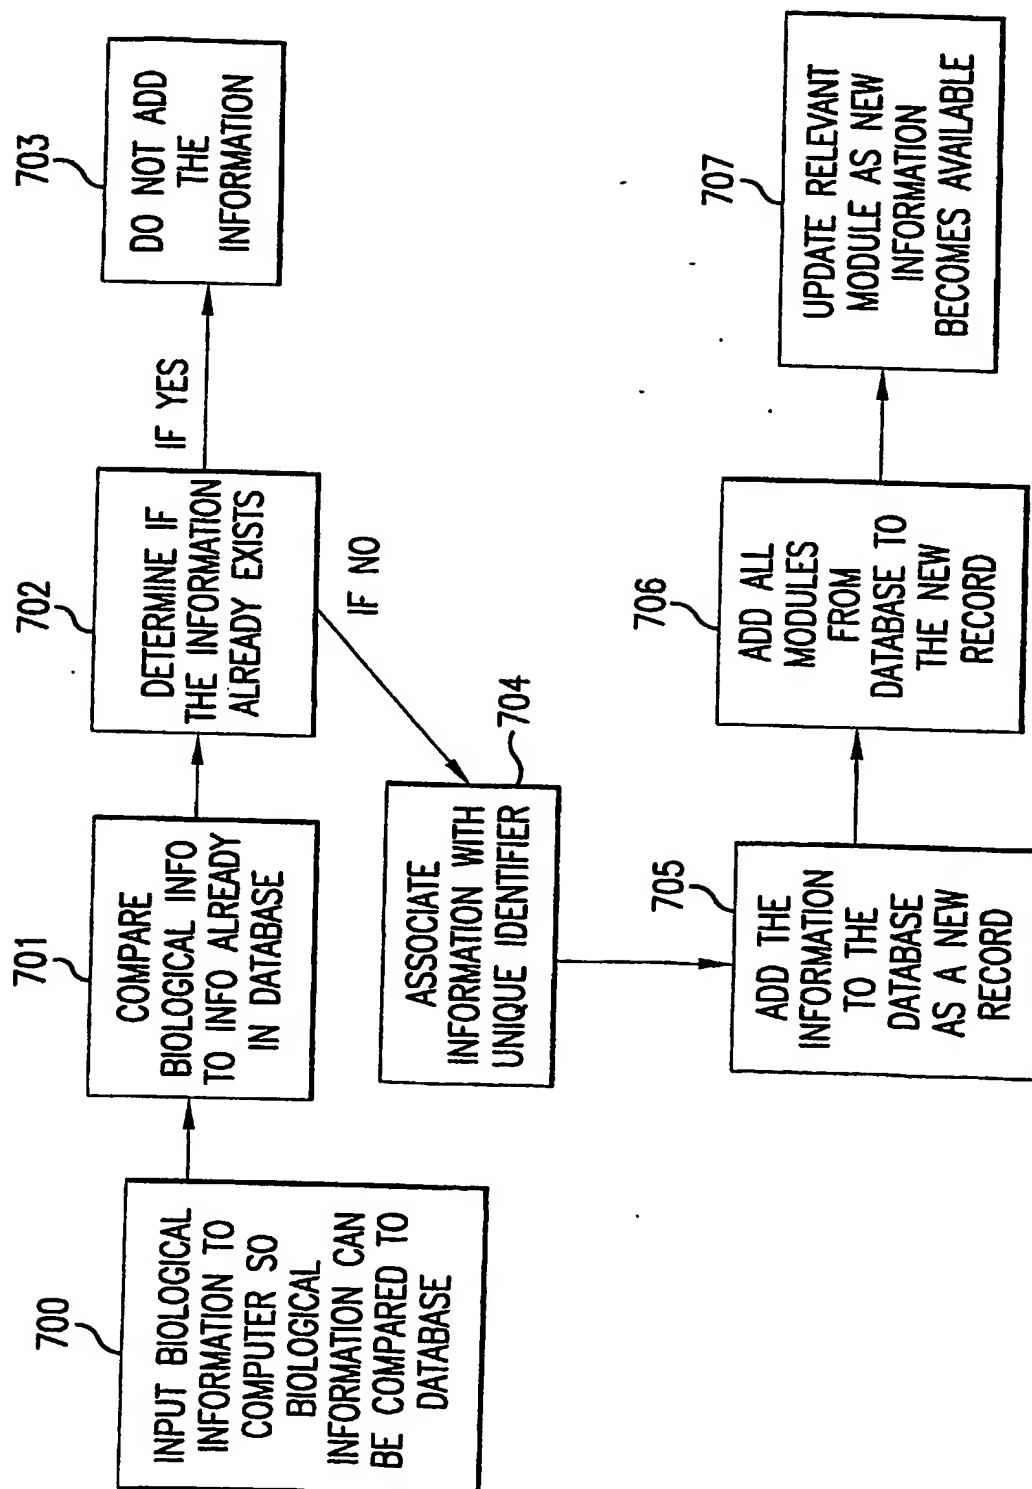 700
INPUT BIOLOGICAL
INFORMATION TO
COMPUTER SO
BIOLOGICAL
INFORMATION CAN
BE COMPARED TO
DATABASE
701
COMPARE
BIOLOGICAL INFO
TO INFO ALREADY
IN DATABASE
702
DETERMINE IF
THE INFORMATION
ALREADY EXISTS
IF YES
703
DO NOT ADD
THE
INFORMATION
IF NO
704
ASSOCIATE
INFORMATION WITH
UNIQUE IDENTIFIER
705
ADD THE
INFORMATION
TO THE
DATABASE
AS A NEW
RECORD
706
ADD ALL
MODULES
FROM
DATABASE TO
THE NEW
RECORD
707
UPDATE RELEVANT
MODULE AS NEW
INFORMATION
BECOMES AVAILABLE